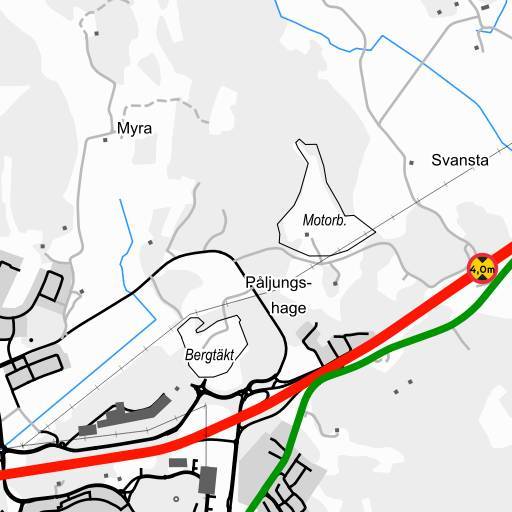 Myra
Svansta
Motorb.
4,0m
Påljungs-
hage
Bergtäkt